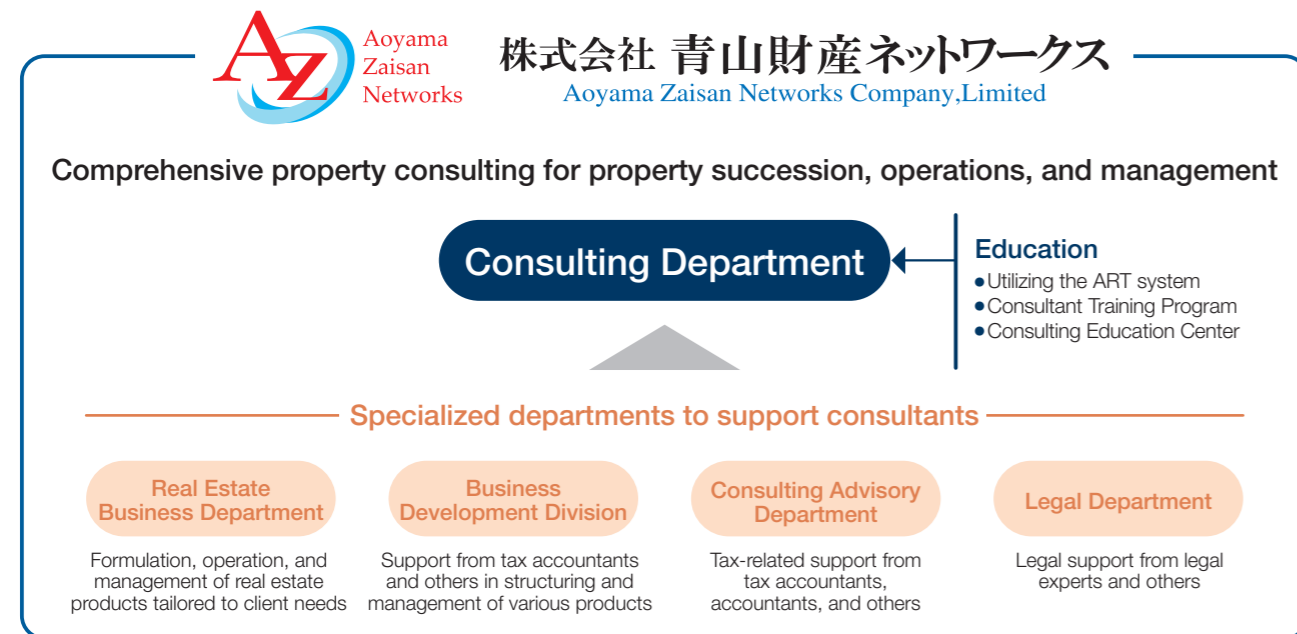 AZ
Aoyama
Zaisan
Networks
株式会社 青山財産ネットワークス
Aoyama Zaisan Networks Company,Limited
Comprehensive property consulting for property succession, operations, and management
Consulting Department
Education
●Utilizing the ART system
●Consultant Training Program
●Consulting Education Center
Specialized departments to support consultants
Real Estate
Business Department
Formulation, operation, and
management of real estate
products tailored to client needs
Business
Development Division
Support from tax accountants
and others in structuring and
management of various products
Consulting Advisory
Department
Tax-related support from
tax accountants,
accountants, and others
Legal Department
Legal support from legal
experts and others